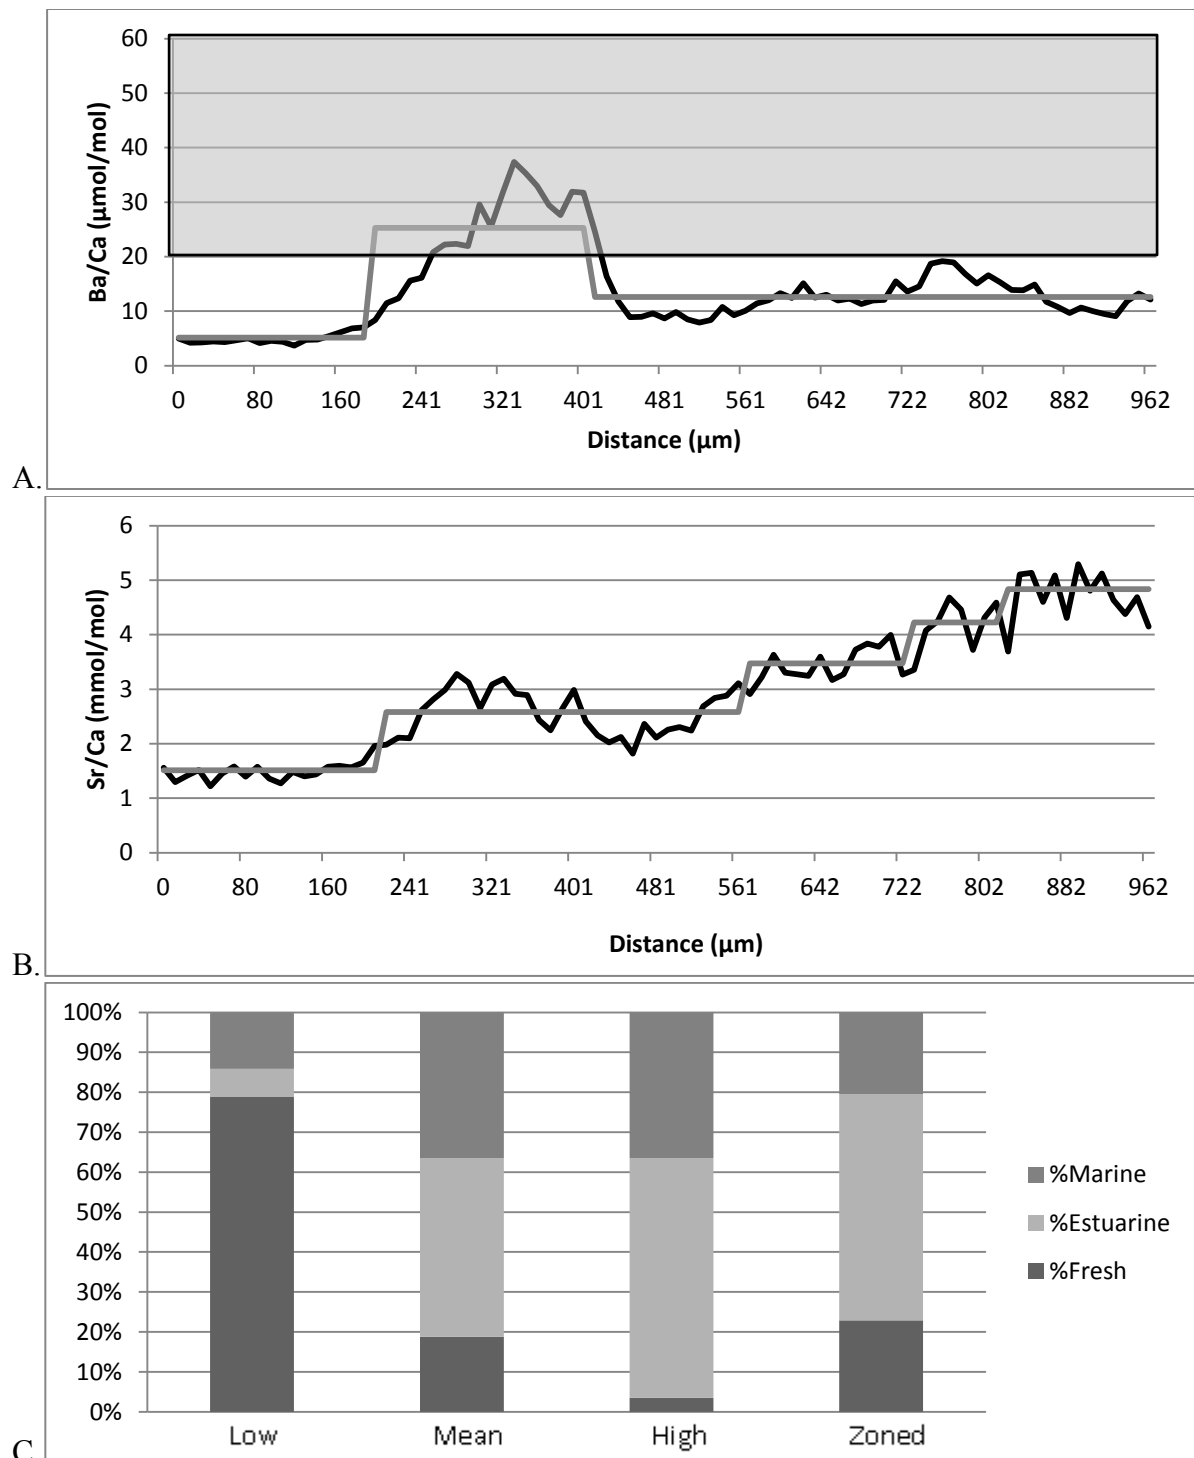 60
50
40
30
20
10
0
Ba/Ca (µmol/mol)
0 80 160 241 321 401 481 561 642 722 802 882 962
Distance (µm)
A.
6
5
4
3
2
1
0
Sr/Ca (mmol/mol)
0 80 160 241 321 401 481 561 642 722 802 882 962
Distance (µm)
B.
100%
90%
80%
70%
60%
50%
40%
30%
20%
10%
0%
Low Mean High Zoned
%Marine
%Estuarine
%Fresh
C